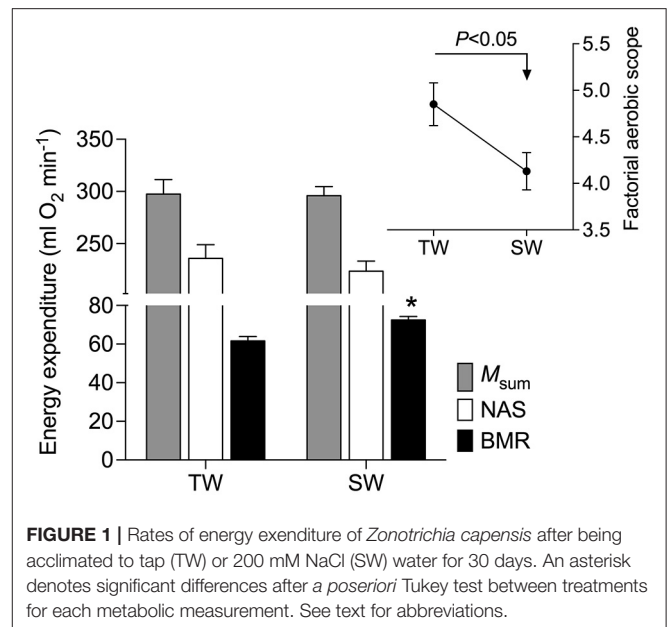 P<0.05
5.5
5.0
4.5
4.0
3.5
Factorial aerobic scope
TW SW
350
300
250
80
60
40
20
0
Energy expenditure (ml O2 min-1)
*
Msum
NAS
BMR
TW SW
FIGURE 1 | Rates of energy exenditure of Zonotrichia capensis after being
acclimated to tap (TW) or 200 mM NaCl (SW) water for 30 days. An asterisk
denotes significant differences after a posteriori Tukey test between treatments
for each metabolic measurement. See text for abbreviations.